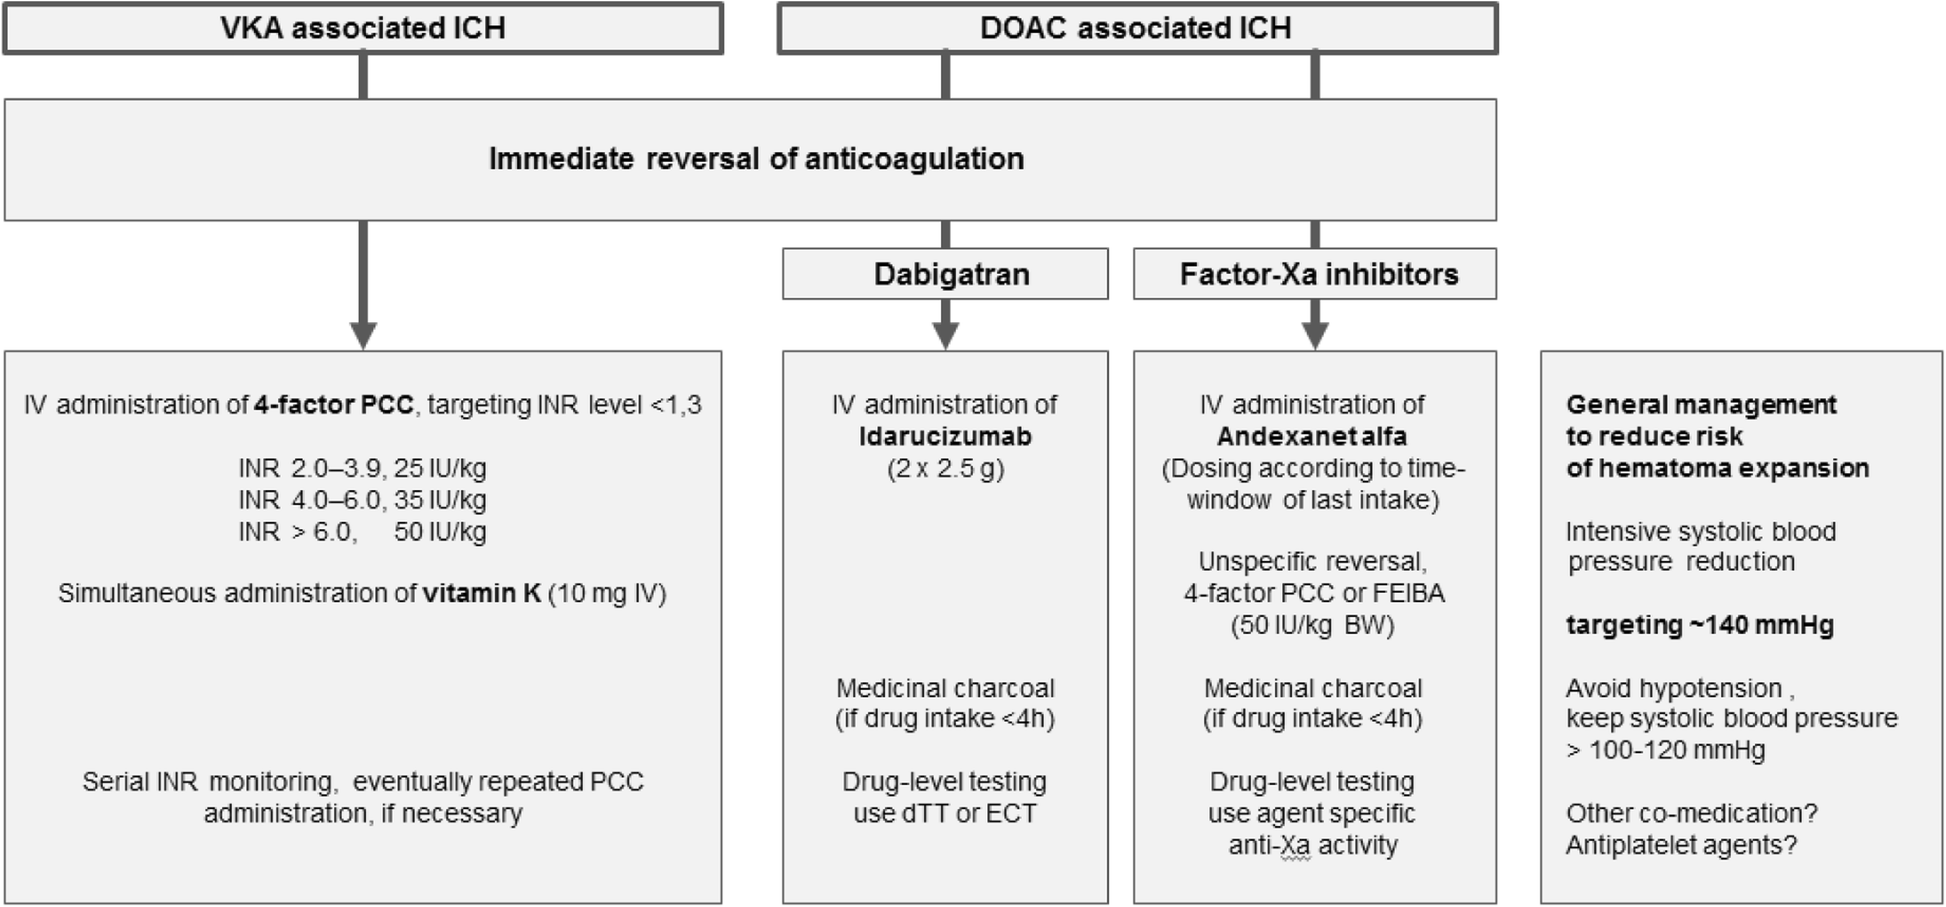 VKA associated ICH
DOAC associated ICH
Immediate reversal of anticoagulation
Dabigatran
Factor-Xa inhibitors
IV administration of 4-factor PCC, targeting INR level <1,3
INR 2.0–3.9, 25 IU/kg
INR 4.0–6.0, 35 IU/kg
INR > 6.0, 50 IU/kg
Simultaneous administration of vitamin K (10 mg IV)
Serial INR monitoring, eventually repeated PCC
administration, if necessary
IV administration of
Idarucizumab
(2 x 2.5 g)
Medicinal charcoal
(if drug intake <4h)
Drug-level testing
use dTT or ECT
IV administration of
Andexanet alfa
(Dosing according to time-
window of last intake)
Unspecific reversal,
4-factor PCC or FEIBA
(50 IU/kg BW)
Medicinal charcoal
(if drug intake <4h)
Drug-level testing
use agent specific
anti-Xa activity
General management
to reduce risk
of hematoma expansion
Intensive systolic blood
pressure reduction
targeting ~140 mmHg
Avoid hypotension ,
keep systolic blood pressure
> 100-120 mmHg
Other co-medication?
Antiplatelet agents?